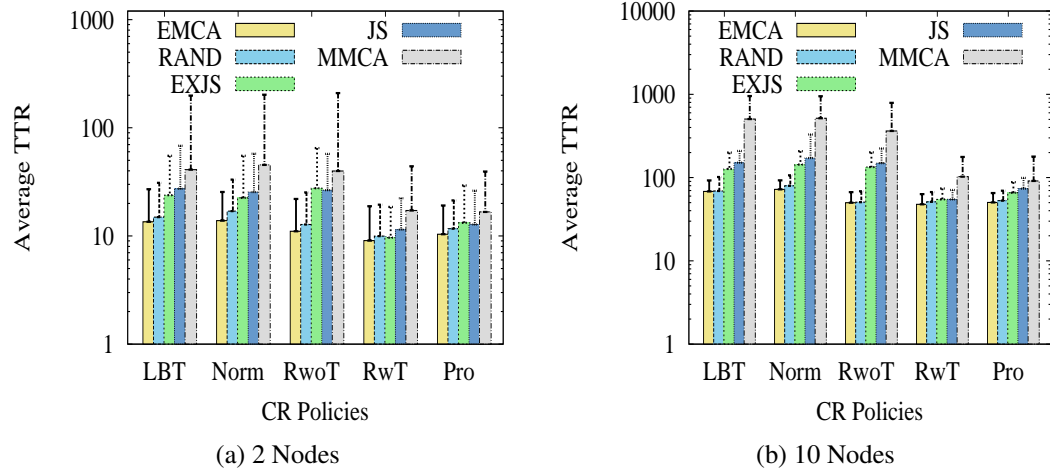 1000
100
10
1
Average TTR
EMCA
RAND
EXJS
JS
MMCA
LBT Norm RwoT RwT Pro
CR Policies
(a) 2 Nodes
10000
1000
100
10
1
Average TTR
EMCA
RAND
EXJS
JS
MMCA
LBT Norm RwoT RwT Pro
CR Policies
(b) 10 Nodes